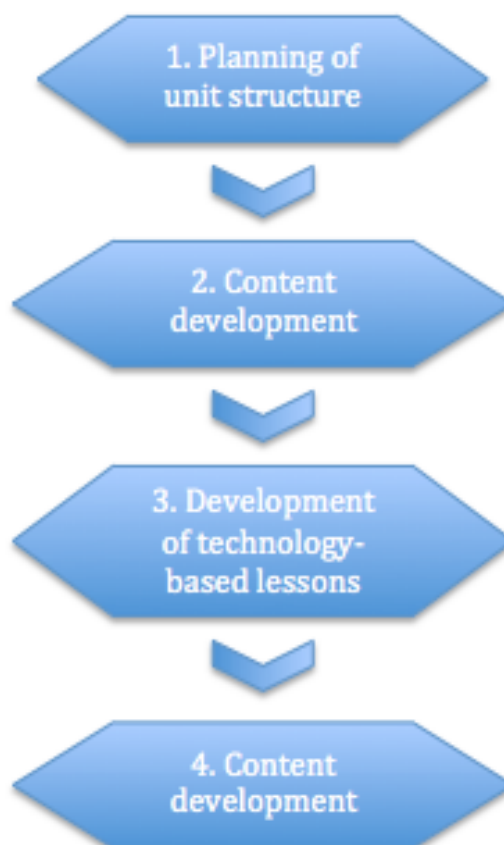 1. Planning of
unit structure
2. Content
development
3. Development
of technology-
based lessons
4. Content
development